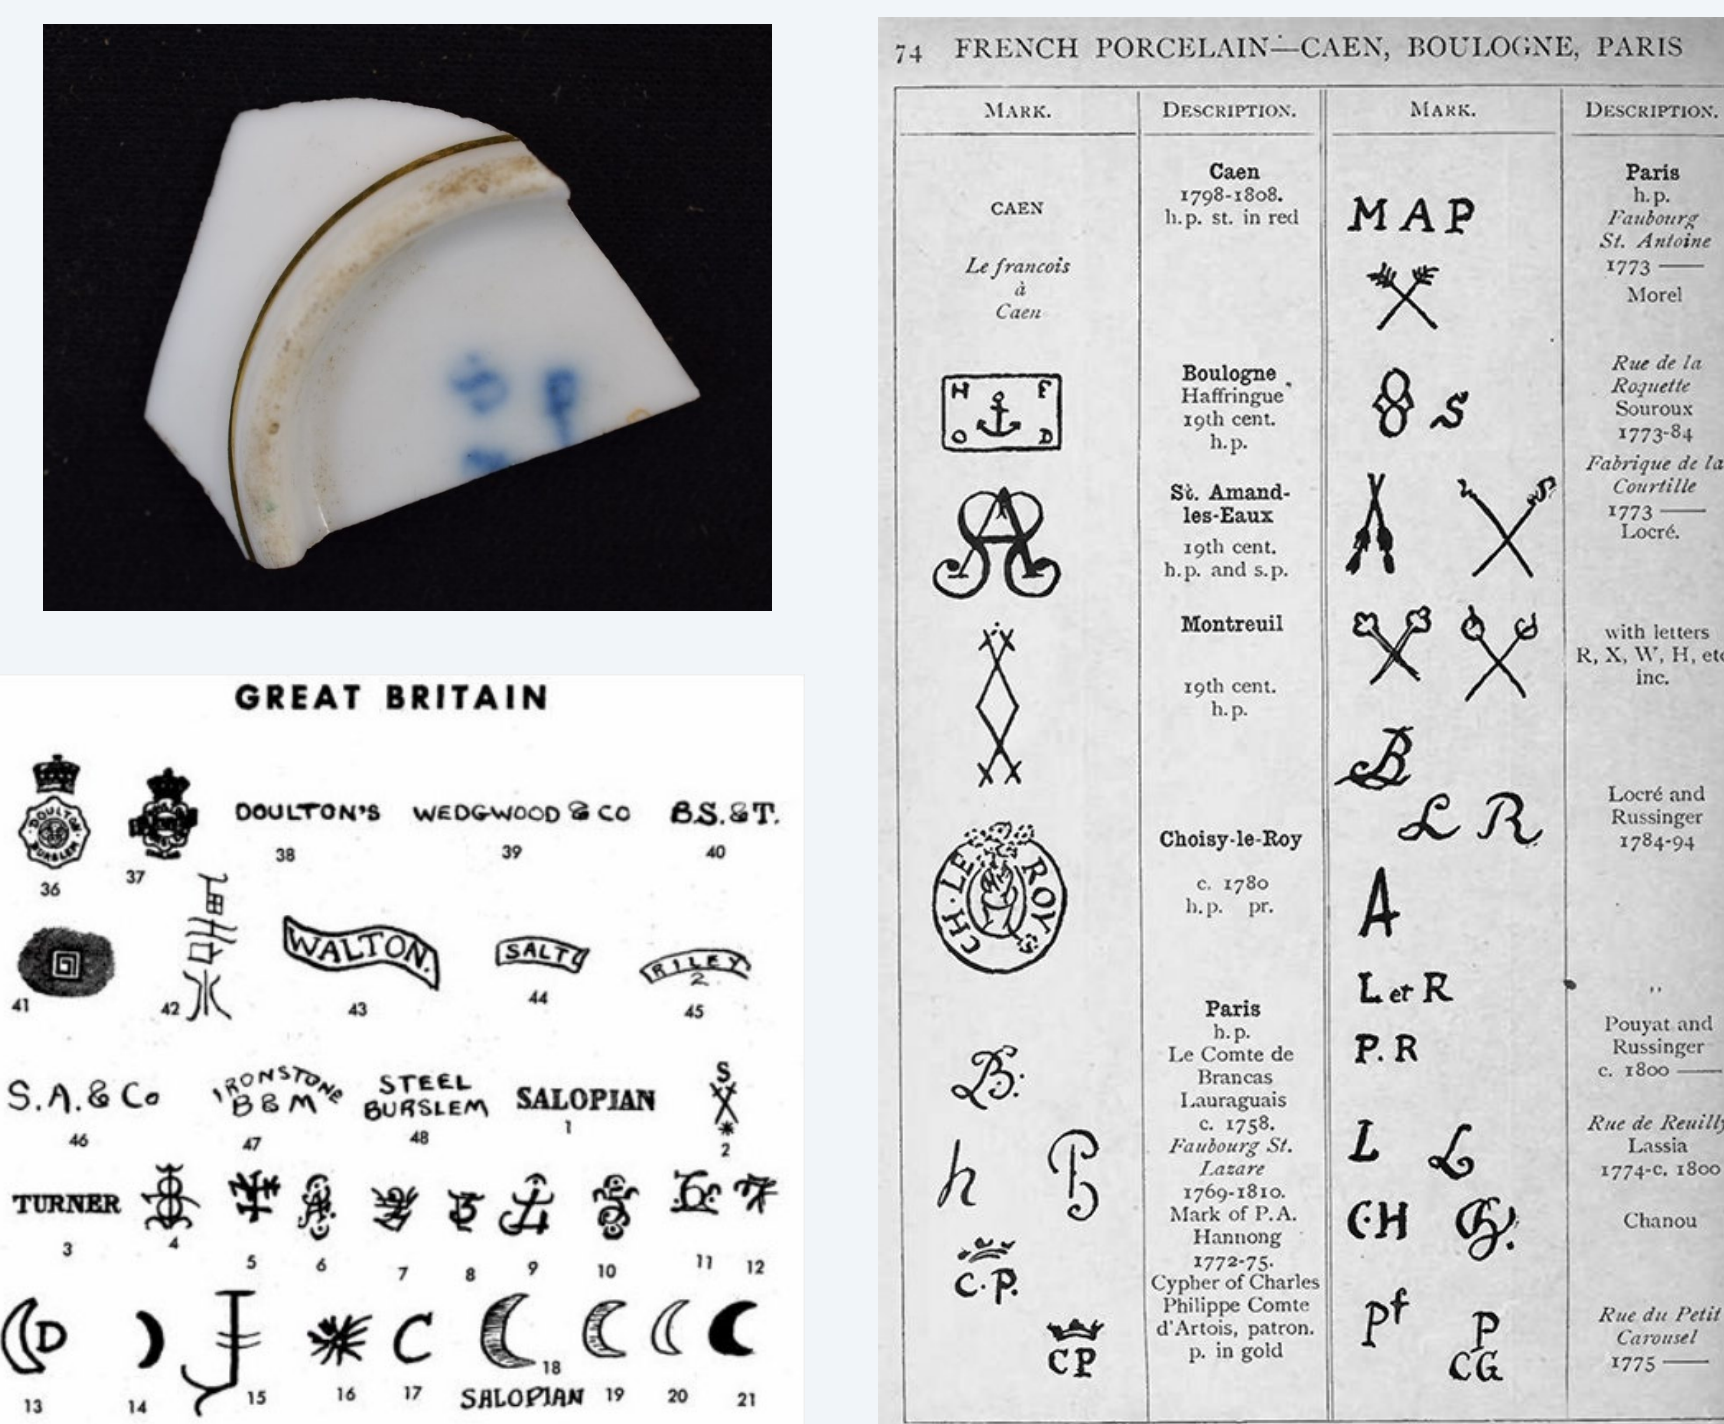 GREAT BRITAIN
DOULTON BURSLEM
DOULTON'S WEDGWOOD & CO B.S.&T.
36 37 38 39 40
WALTON. SALT RILEY 2
41 42 43 44 45
S.A.& Co IRONSTONE B&M STEEL BURSLEM SALOPIAN S
46 47 48 1 2
TURNER
3 4 5 6 7 8 9 10 11 12
D C
13 14 15 16 17 18 19 20 21
SALOPIAN
74 FRENCH PORCELAIN—CAEN, BOULOGNE, PARIS
MARK. DESCRIPTION. MARK. DESCRIPTION.
CAEN
Le francois
à
Caen
Caen
1798-1808.
h.p. st. in red
H F
O D
Boulogne
Haffringue
19th cent.
h.p.
St. Amand-
les-Eaux
19th cent.
h.p. and s.p.
Montreuil
19th cent.
h.p.
CH. LE ROY
Choisy-le-Roy
c. 1780
h.p. pr.
B:
h
C.P.
CP
Paris
h.p.
Le Comte de
Brancas
Lauraguais
c. 1758.
Faubourg St.
Lazare
1769-1810.
Mark of P.A.
Hannong
1772-75.
Cypher of Charles
Philippe Comte
d'Artois, patron.
p. in gold
M A P
Paris
h.p.
Faubourg
St. Antoine
1773 ——
Morel
8 S
Rue de la
Roquette
Souroux
1773-84
Fabrique de la
Courtille
1773 ——
Locré.
with letters
R, X, W, H, etc
inc.
B
L R
Locré and
Russinger
1784-94
A
L et R
,,
P. R
Pouyat and
Russinger
c. 1800 ——
L L
Rue de Reuilly
Lassia
1774-c. 1800
C·H
Chanou
Pf P
CG
Rue du Petit
Carousel
1775 ——